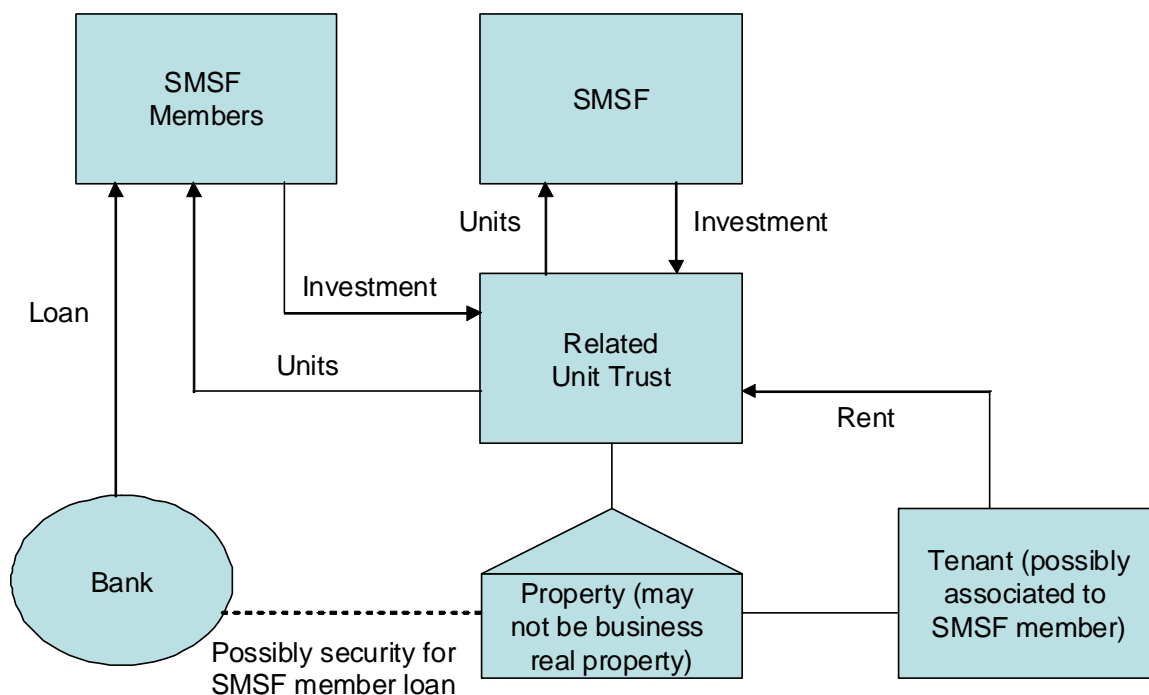 SMSF
Members
SMSF
Units
Investment
Loan
Investment
Units
Related
Unit Trust
Rent
Bank
Property (may
not be business
real property)
Tenant (possibly
associated to
SMSF member)
Possibly security for
SMSF member loan